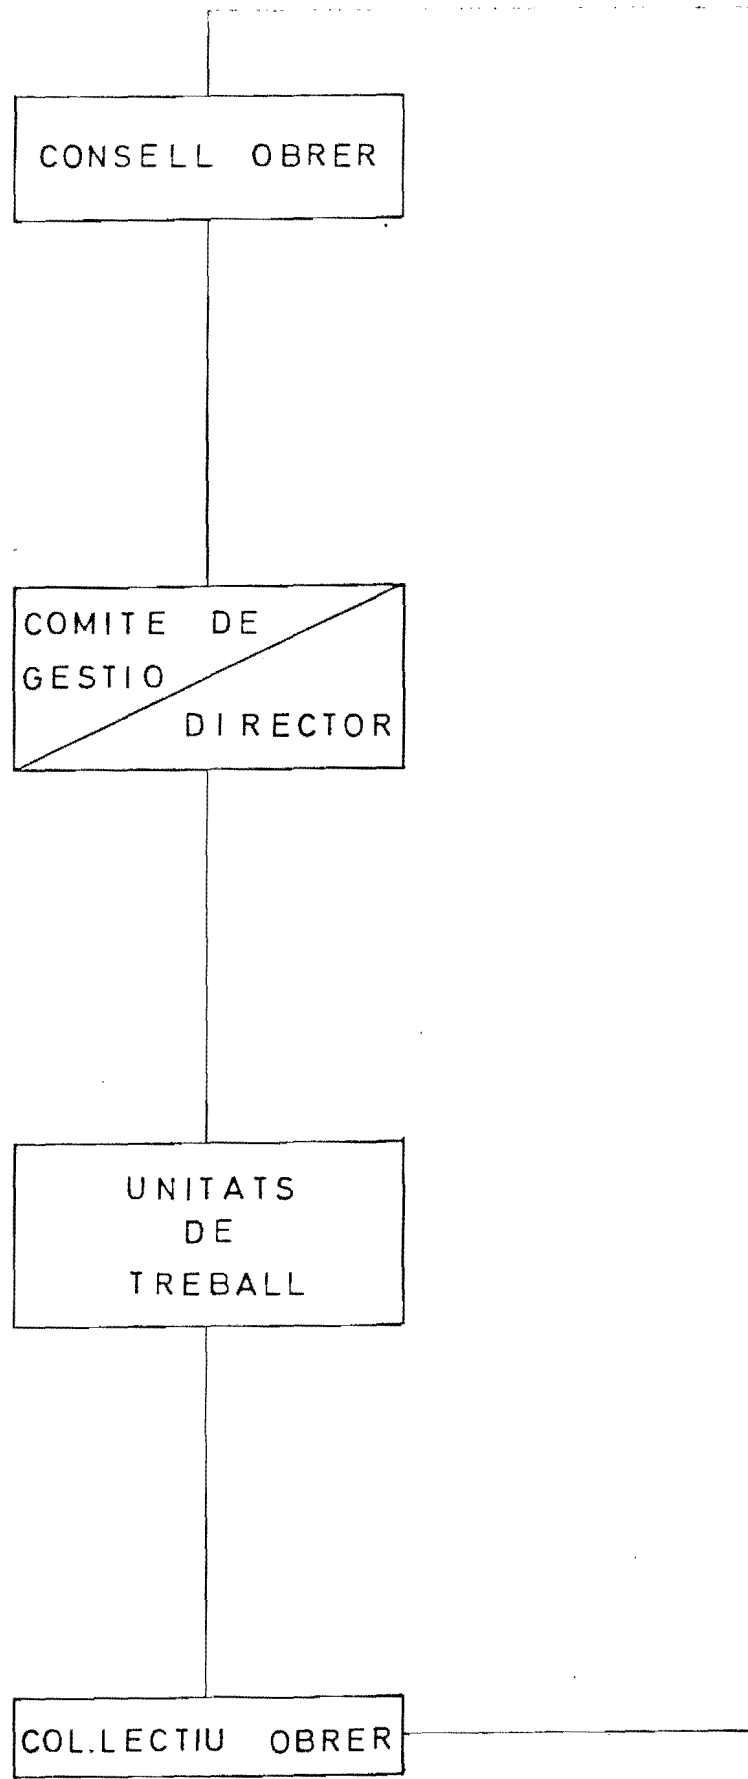 CONSELL OBRER
COMITE DE
GESTIO
DIRECTOR
UNITATS
DE
TREBALL
COL.LECTIU OBRER